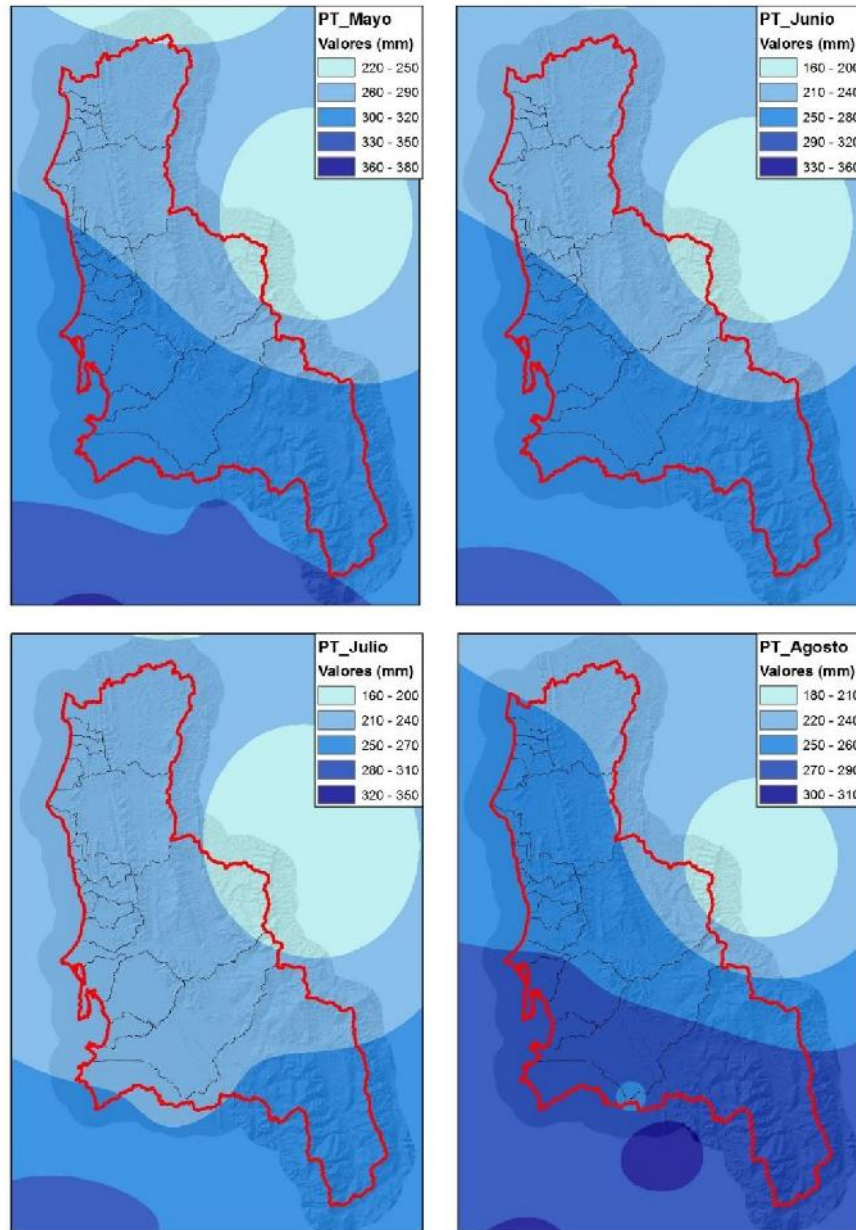 PT_Mayo
Valores (mm)
220 - 250
260 - 290
300 - 320
330 - 350
360 - 380
PT_Junio
Valores (mm)
160 - 200
210 - 240
250 - 280
290 - 320
330 - 360
PT_Julio
Valores (mm)
160 - 200
210 - 240
250 - 270
280 - 310
320 - 350
PT_Agosto
Valores (mm)
180 - 210
220 - 240
250 - 260
270 - 290
300 - 310